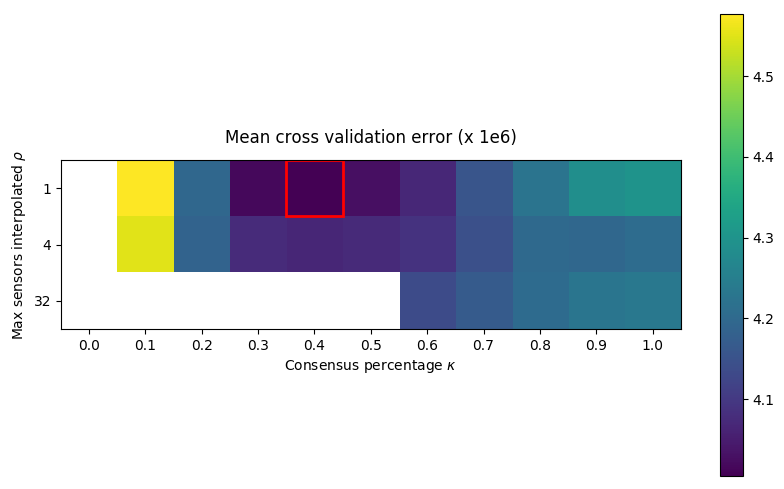 Mean cross validation error (x 1e6)
Max sensors interpolated ρ
1
4
32
0.0 0.1 0.2 0.3 0.4 0.5 0.6 0.7 0.8 0.9 1.0
Consensus percentage κ
4.5
4.4
4.3
4.2
4.1